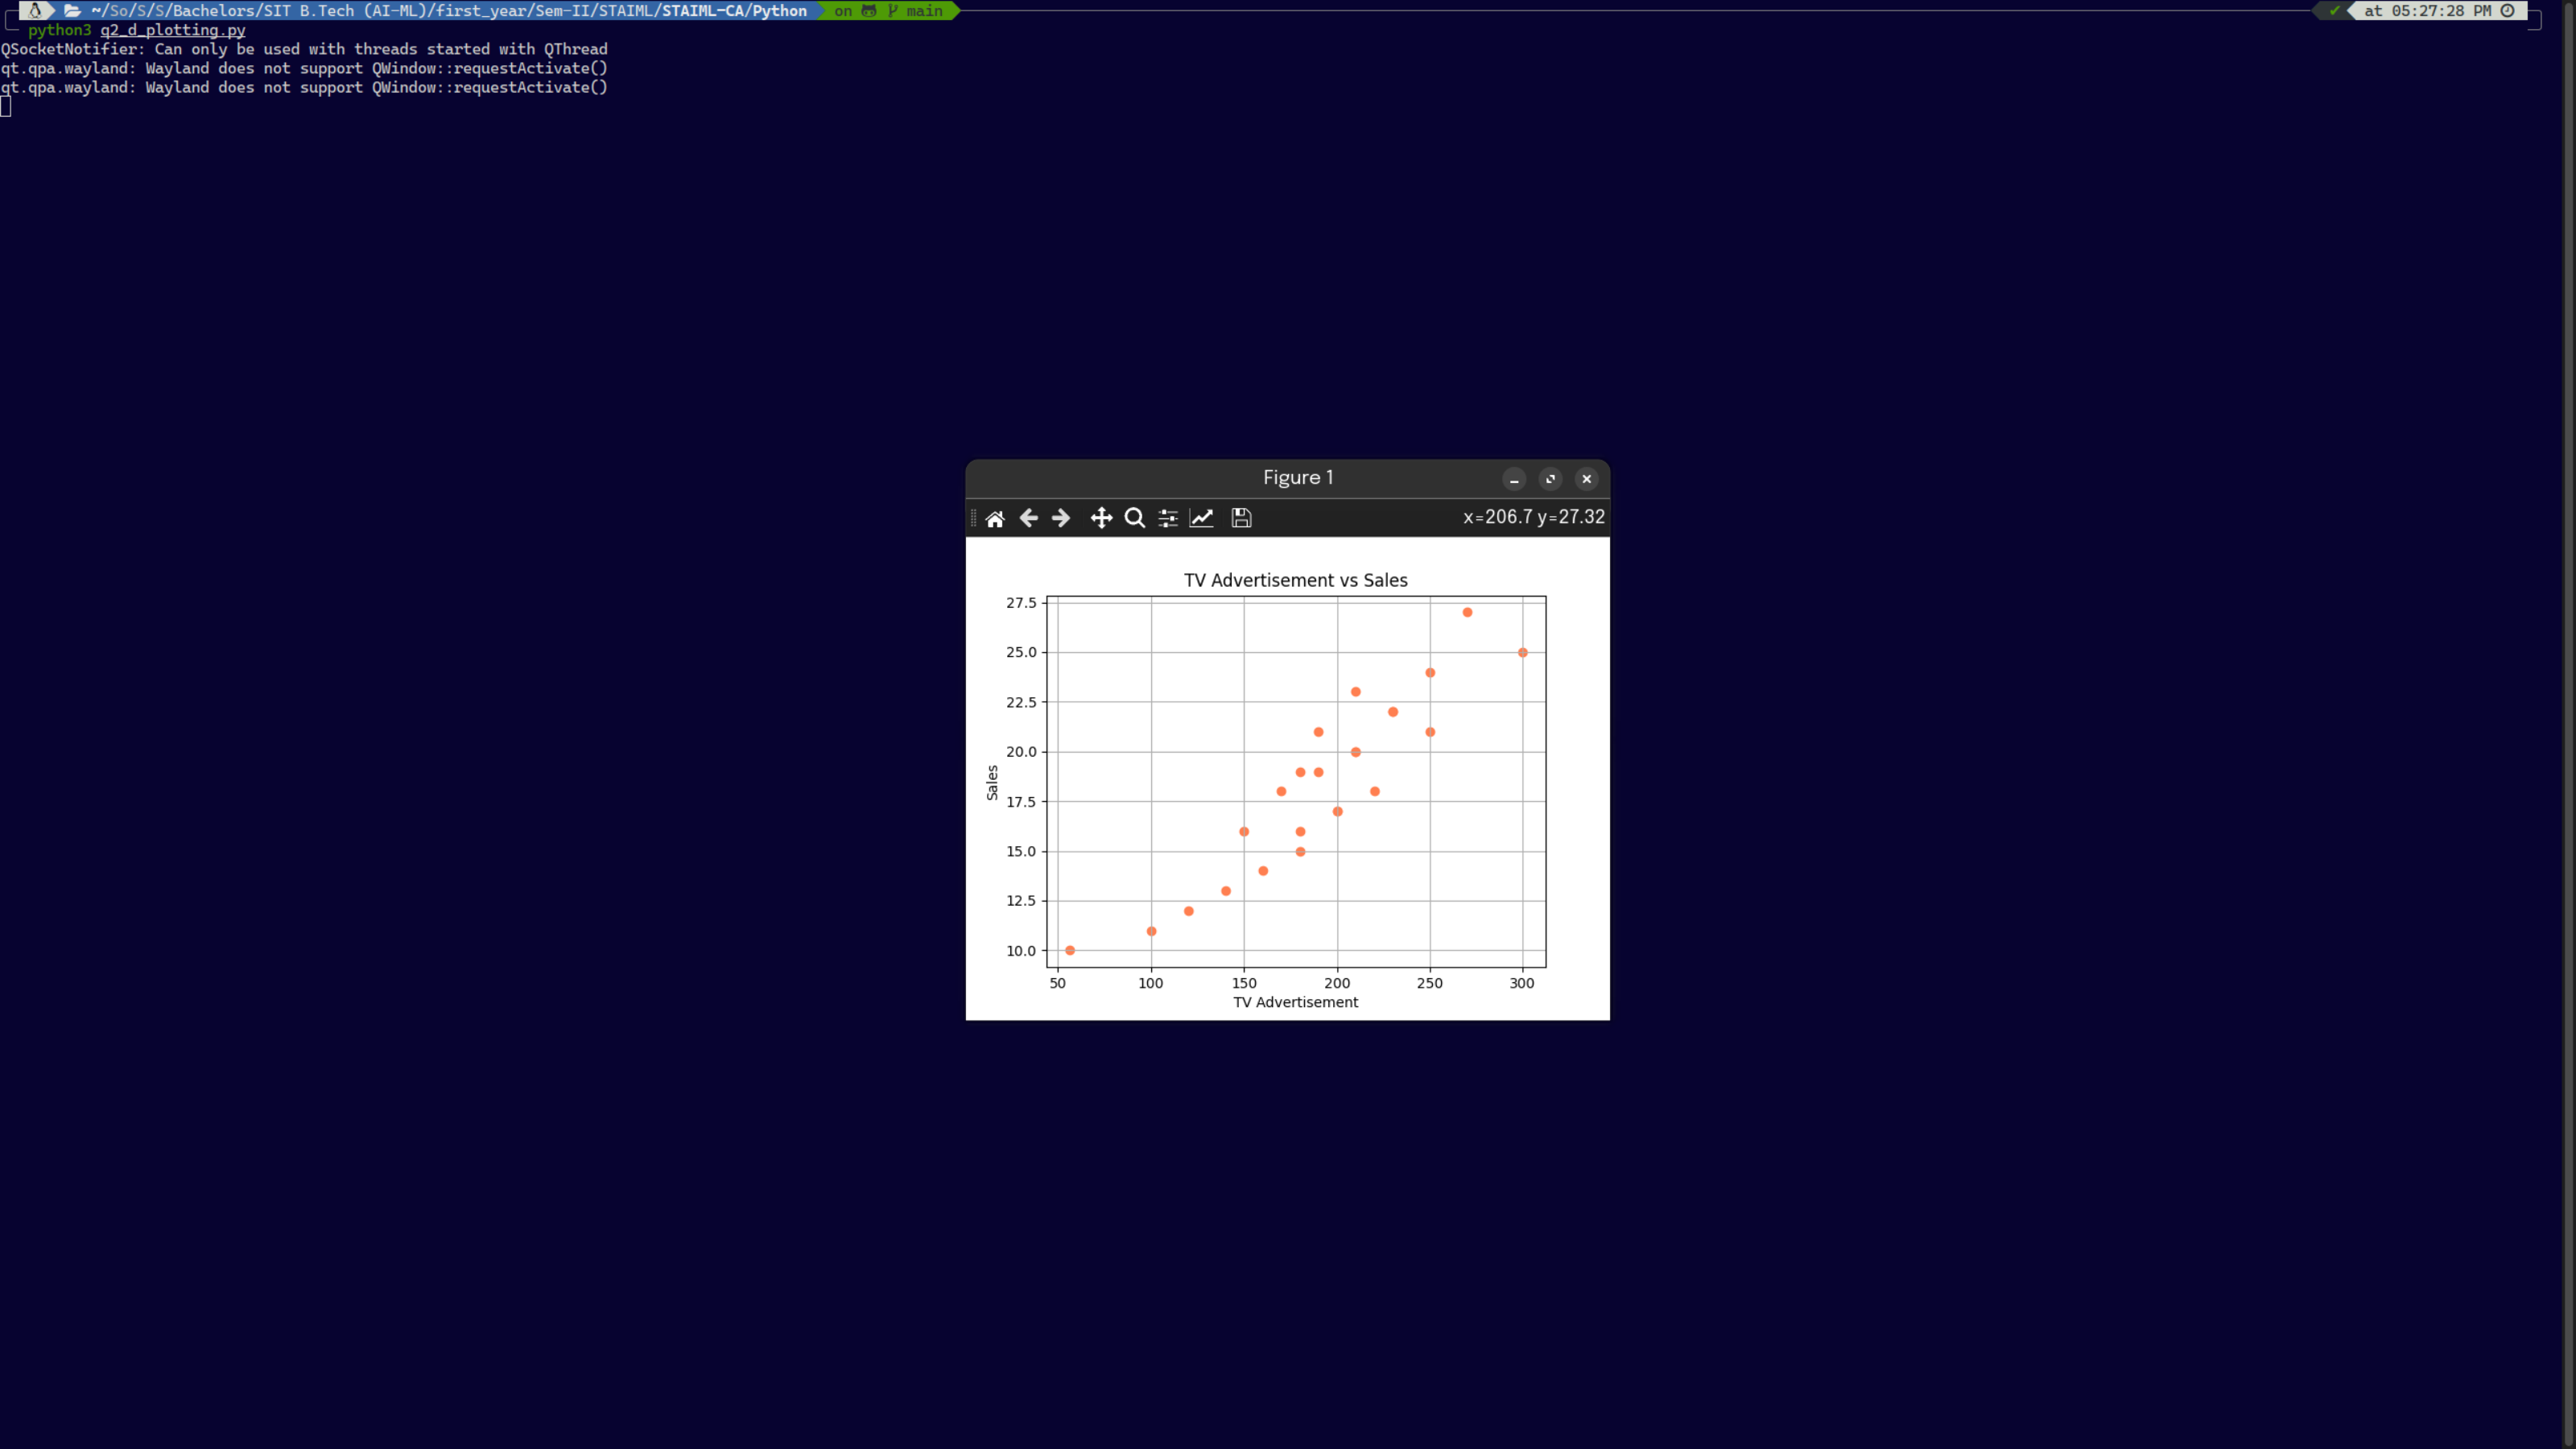 ~/So/S/S/Bachelors/SIT B.Tech (AI-ML)/first_year/Sem-II/STAIML/STAIML-CA/Python on main at 05:27:28 PM
python3 q2_d_plotting.py
QSocketNotifier: Can only be used with threads started with QThread
qt.qpa.wayland: Wayland does not support QWindow::requestActivate()
qt.qpa.wayland: Wayland does not support QWindow::requestActivate()
Figure 1
x=206.7 y=27.32
TV Advertisement vs Sales
27.5
25.0
22.5
20.0
Sales
17.5
15.0
12.5
10.0
50 100 150 200 250 300
TV Advertisement